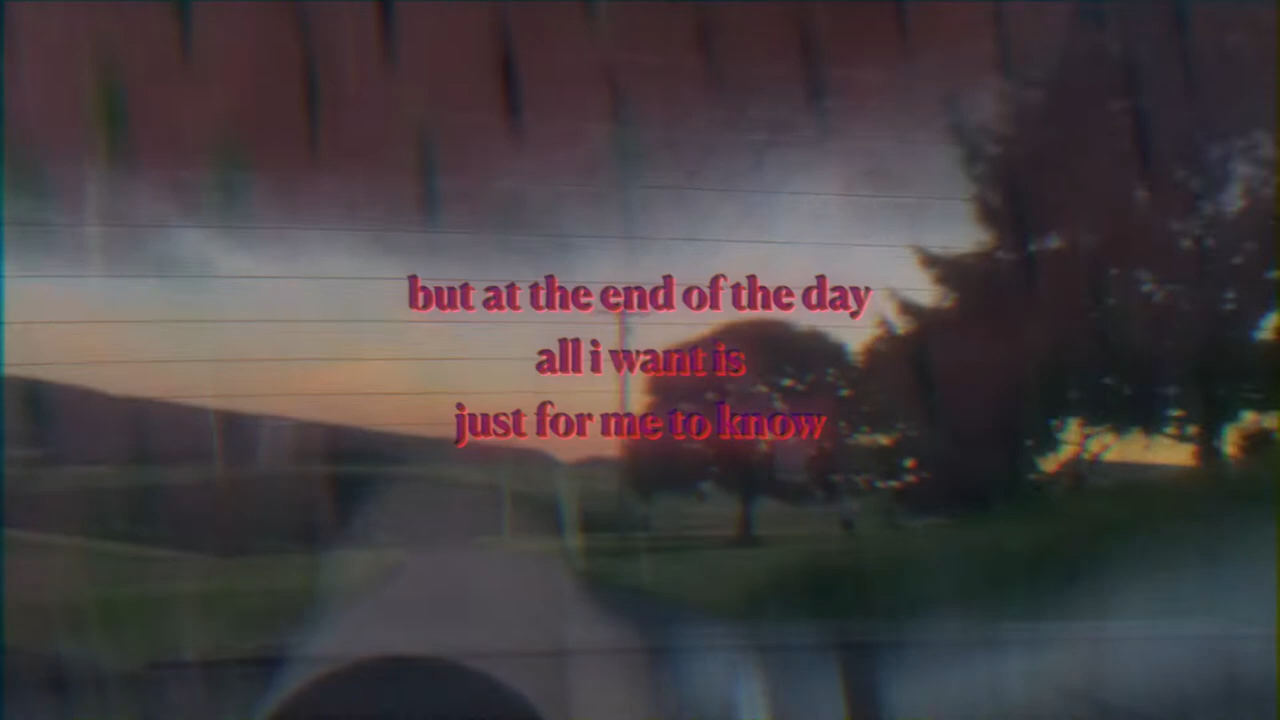 but at the end of the day
all i want is
just for me to know